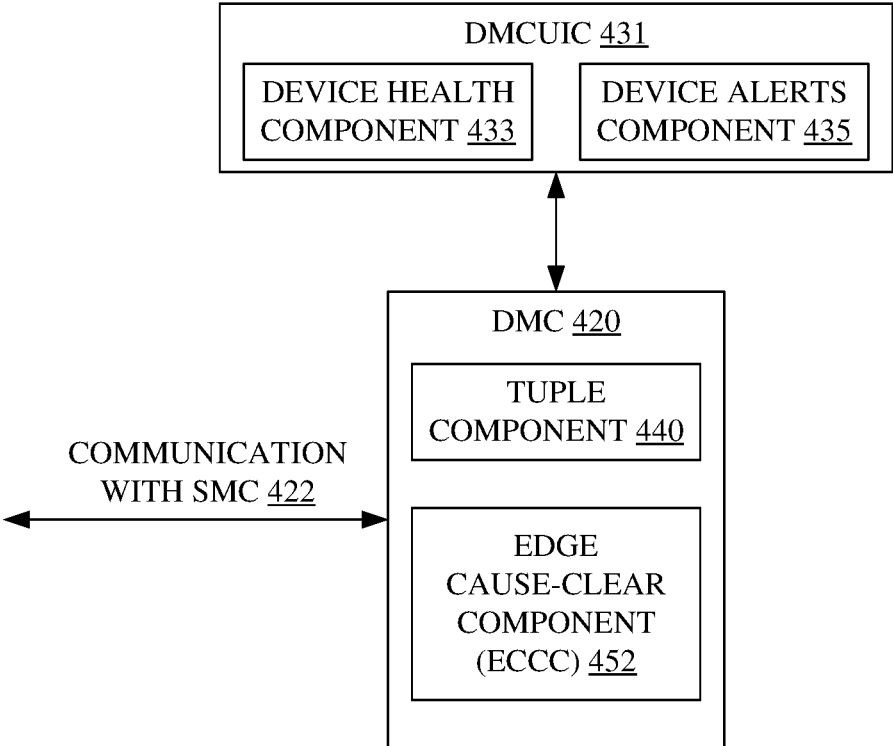 DMCUIC 431
DEVICE HEALTH
COMPONENT 433
DEVICE ALERTS
COMPONENT 435
DMC 420
TUPLE
COMPONENT 440
COMMUNICATION
WITH SMC 422
EDGE
CAUSE-CLEAR
COMPONENT
(ECCC) 452